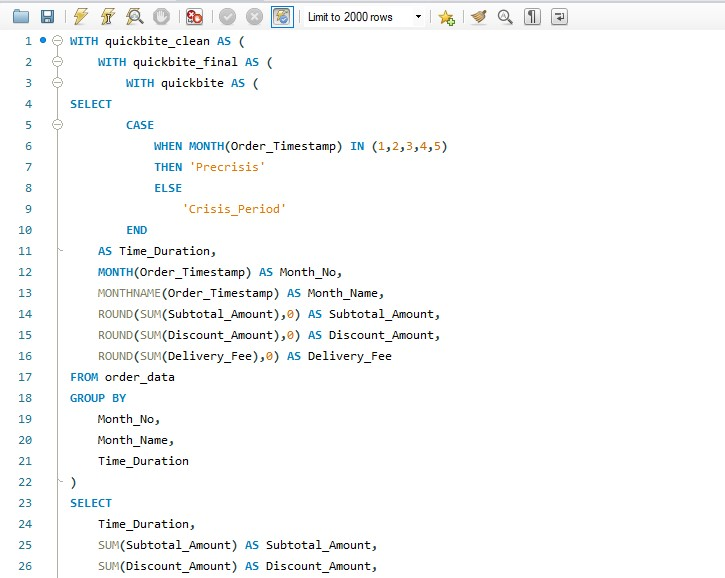 Limit to 2000 rows
1 WITH quickbite_clean AS (
2 WITH quickbite_final AS (
3 WITH quickbite AS (
4 SELECT
5 CASE
6 WHEN MONTH(Order_Timestamp) IN (1,2,3,4,5)
7 THEN 'Precrisis'
8 ELSE
9 'Crisis_Period'
10 END
11 AS Time_Duration,
12 MONTH(Order_Timestamp) AS Month_No,
13 MONTHNAME(Order_Timestamp) AS Month_Name,
14 ROUND(SUM(Subtotal_Amount),0) AS Subtotal_Amount,
15 ROUND(SUM(Discount_Amount),0) AS Discount_Amount,
16 ROUND(SUM(Delivery_Fee),0) AS Delivery_Fee
17 FROM order_data
18 GROUP BY
19 Month_No,
20 Month_Name,
21 Time_Duration
22 )
23 SELECT
24 Time_Duration,
25 SUM(Subtotal_Amount) AS Subtotal_Amount,
26 SUM(Discount_Amount) AS Discount_Amount,